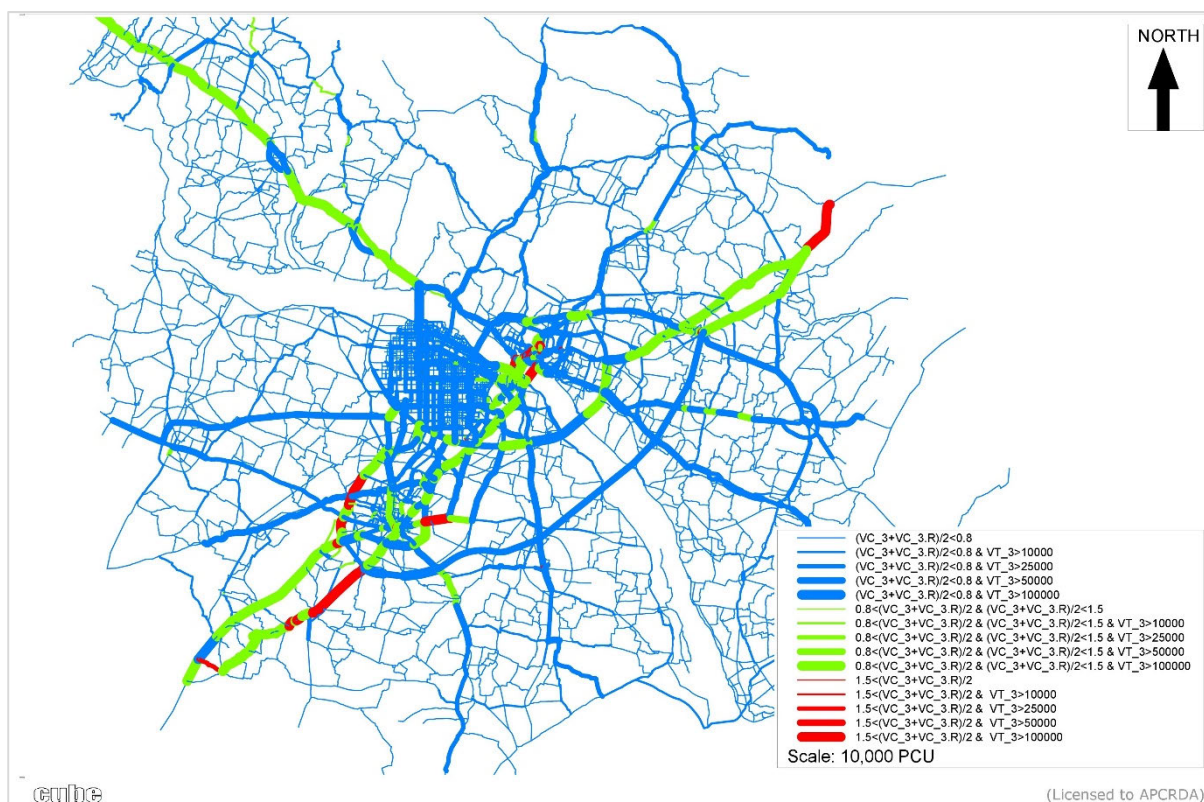 NORTH
(VC_3+VC_3.R)/2<0.8
(VC_3+VC_3.R)/2<0.8 & VT_3>10000
(VC_3+VC_3.R)/2<0.8 & VT_3>25000
(VC_3+VC_3.R)/2<0.8 & VT_3>50000
(VC_3+VC_3.R)/2<0.8 & VT_3>100000
0.8<(VC_3+VC_3.R)/2 & (VC_3+VC_3.R)/2<1.5
0.8<(VC_3+VC_3.R)/2 & (VC_3+VC_3.R)/2<1.5 & VT_3>10000
0.8<(VC_3+VC_3.R)/2 & (VC_3+VC_3.R)/2<1.5 & VT_3>25000
0.8<(VC_3+VC_3.R)/2 & (VC_3+VC_3.R)/2<1.5 & VT_3>50000
0.8<(VC_3+VC_3.R)/2 & (VC_3+VC_3.R)/2<1.5 & VT_3>100000
1.5<(VC_3+VC_3.R)/2
1.5<(VC_3+VC_3.R)/2 & VT_3>10000
1.5<(VC_3+VC_3.R)/2 & VT_3>25000
1.5<(VC_3+VC_3.R)/2 & VT_3>50000
1.5<(VC_3+VC_3.R)/2 & VT_3>100000
Scale: 10,000 PCU
cube
(Licensed to APCRDA)